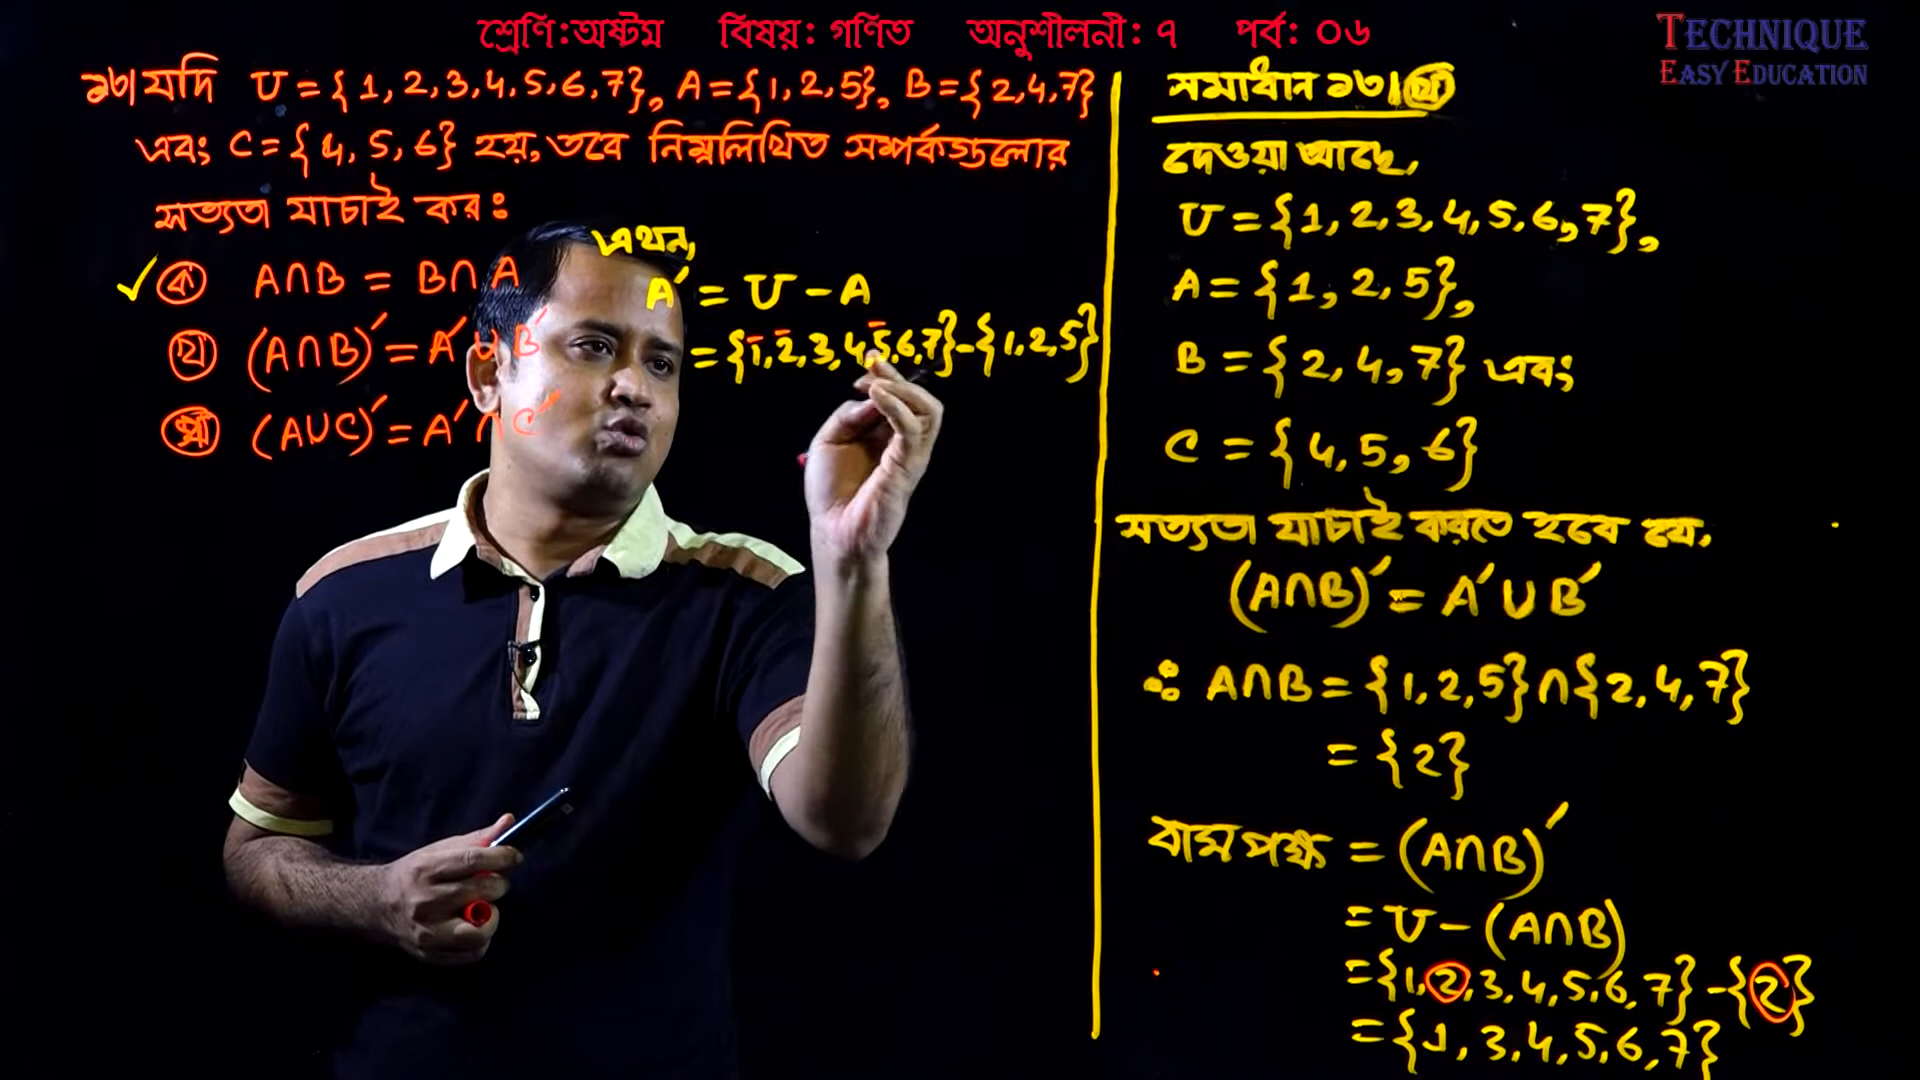 শ্রেণি:অষ্টম বিষয়: গণিত অনুশীলনী: ৭ পর্ব: ০৬
TECHNIQUE
EASY EDUCATION
১৩। যদি U = {1, 2, 3, 4, 5, 6, 7}, A = {1, 2, 5}, B = {2, 4, 7}
এবং C = {4, 5, 6} হয়, তবে নিম্নলিখিত সম্পর্কগুলোর
সত্যতা যাচাই কর:
✓ (ক) A∩B = B∩A
(খ) (A∩B)′ = A′∪B′
(A∪C)′ = A′∩C′
এখন,
A′ = U - A
= {1, 2, 3, 4, 5, 6, 7} - {1, 2, 5}
সমাধান ১৩। (খ)
দেওয়া আছে,
U = {1, 2, 3, 4, 5, 6, 7},
A = {1, 2, 5},
B = {2, 4, 7} এবং
C = {4, 5, 6}
সত্যতা যাচাই করতে হবে যে,
(A∩B)′ = A′∪B′
∴ A∩B = {1, 2, 5}∩{2, 4, 7}
= {2}
বামপক্ষ = (A∩B)′
= U - (A∩B)
= {1, 2, 3, 4, 5, 6, 7} - {2}
= {1, 3, 4, 5, 6, 7}